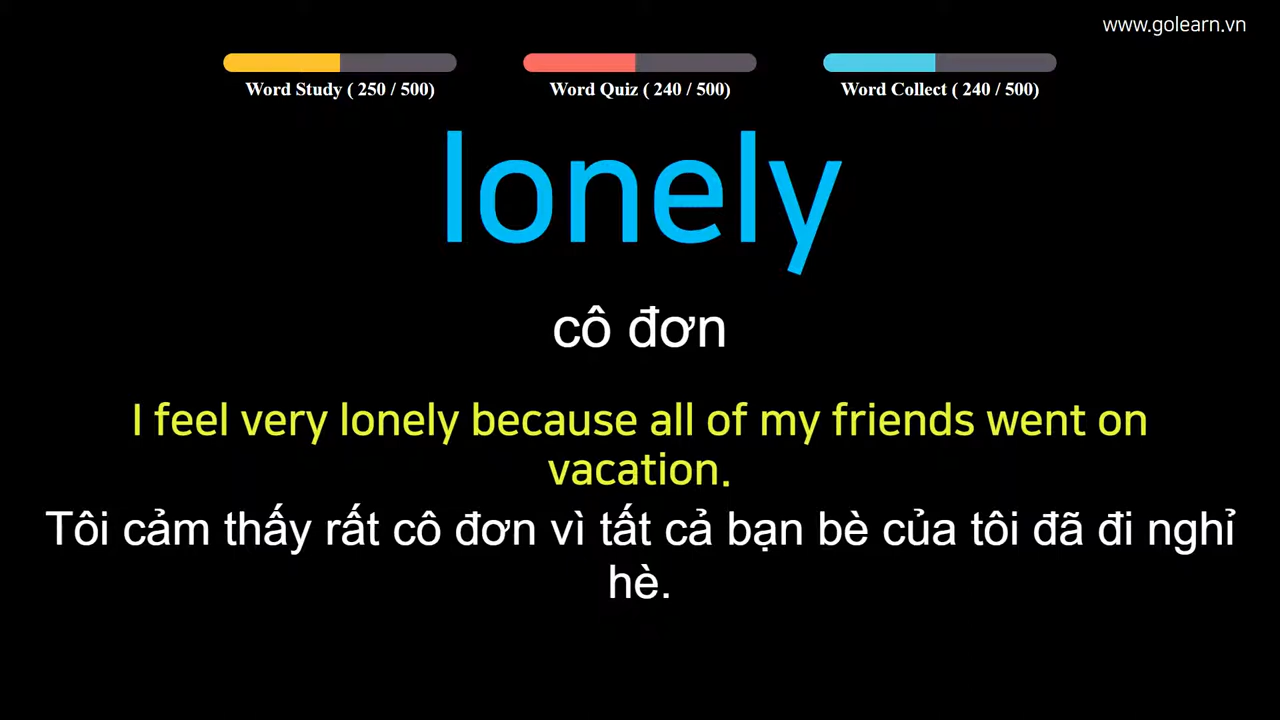 www.golearn.vn
Word Study ( 250 / 500) Word Quiz ( 240 / 500) Word Collect ( 240 / 500)
lonely
cô đơn
I feel very lonely because all of my friends went on
vacation.
Tôi cảm thấy rất cô đơn vì tất cả bạn bè của tôi đã đi nghỉ
hè.